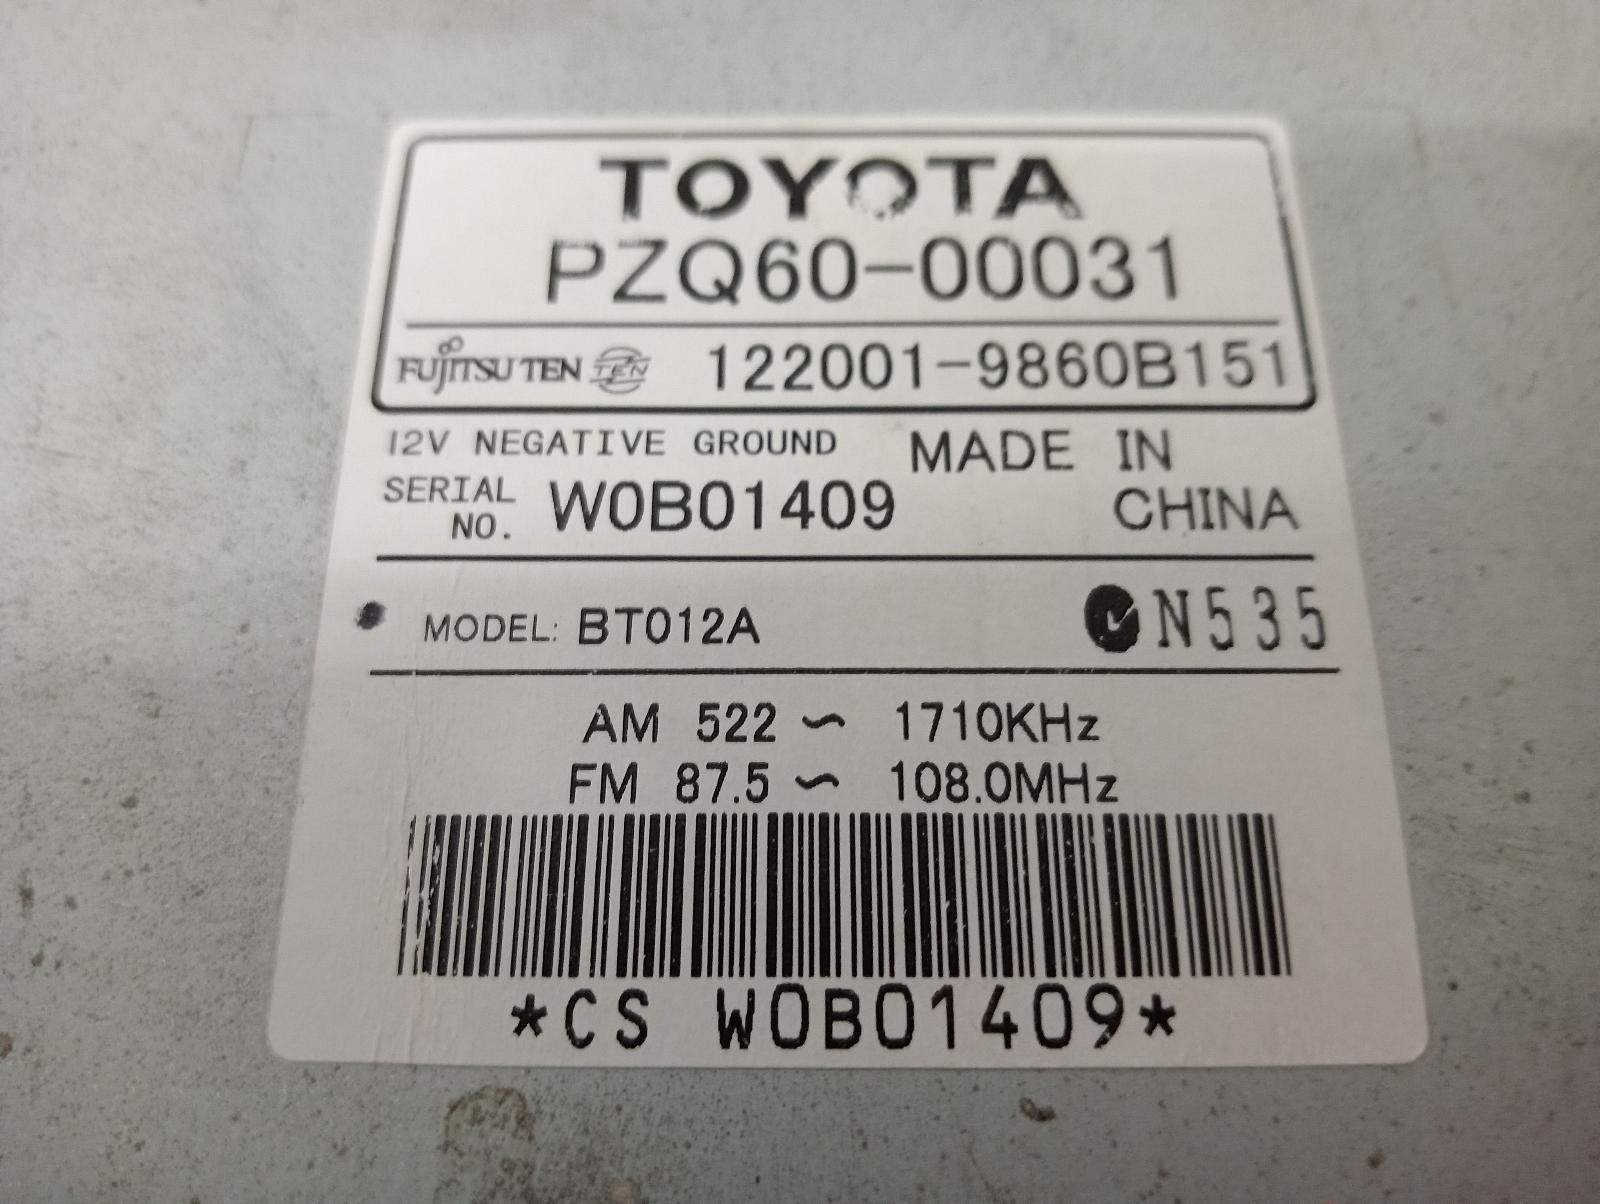 TOYOTA
PZQ60-00031
FUJITSU TEN TEN 122001-9860B151
12V NEGATIVE GROUND MADE IN
SERIAL NO. W0B01409 CHINA
MODEL: BT012A N535
AM 522 ~ 1710KHz
FM 87.5 ~ 108.0MHz
*CS W0B01409*